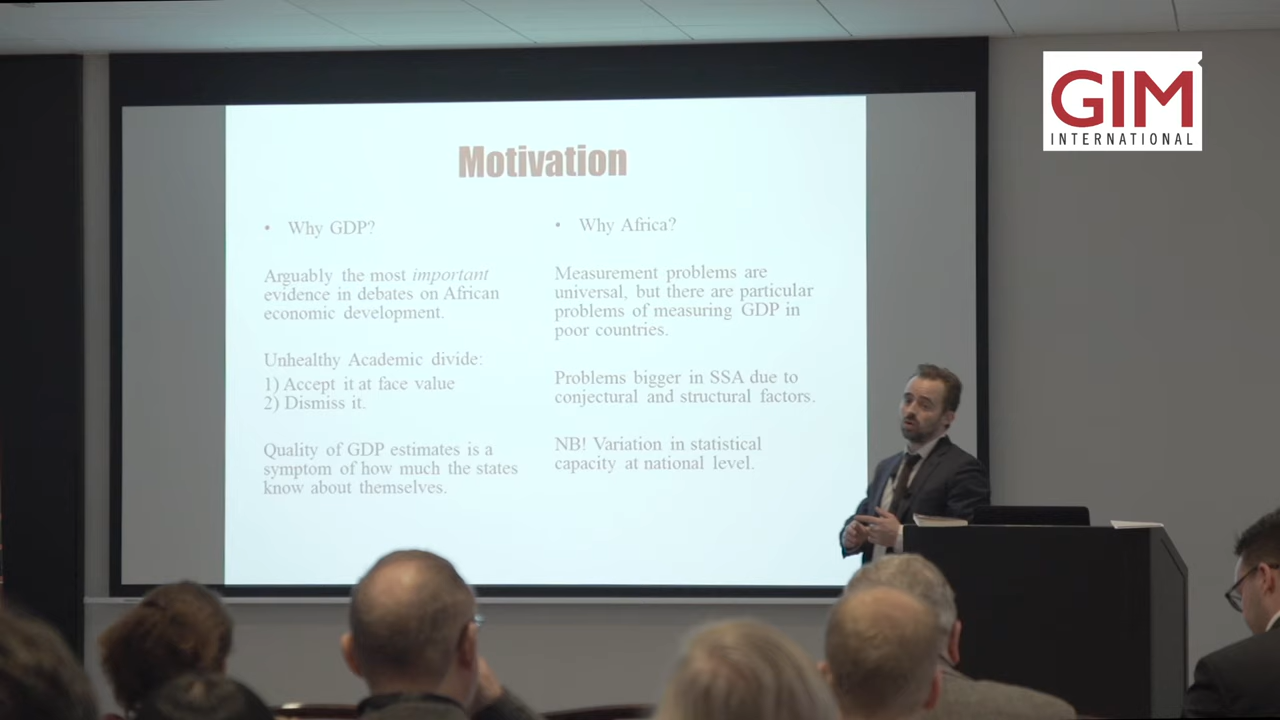 GIM
INTERNATIONAL
Motivation
• Why GDP?
Arguably the most important
evidence in debates on African
economic development.
Unhealthy Academic divide:
1) Accept it at face value
2) Dismiss it.
Quality of GDP estimates is a
symptom of how much the states
know about themselves.
• Why Africa?
Measurement problems are
universal, but there are particular
problems of measuring GDP in
poor countries.
Problems bigger in SSA due to
conjectural and structural factors.
NB! Variation in statistical
capacity at national level.